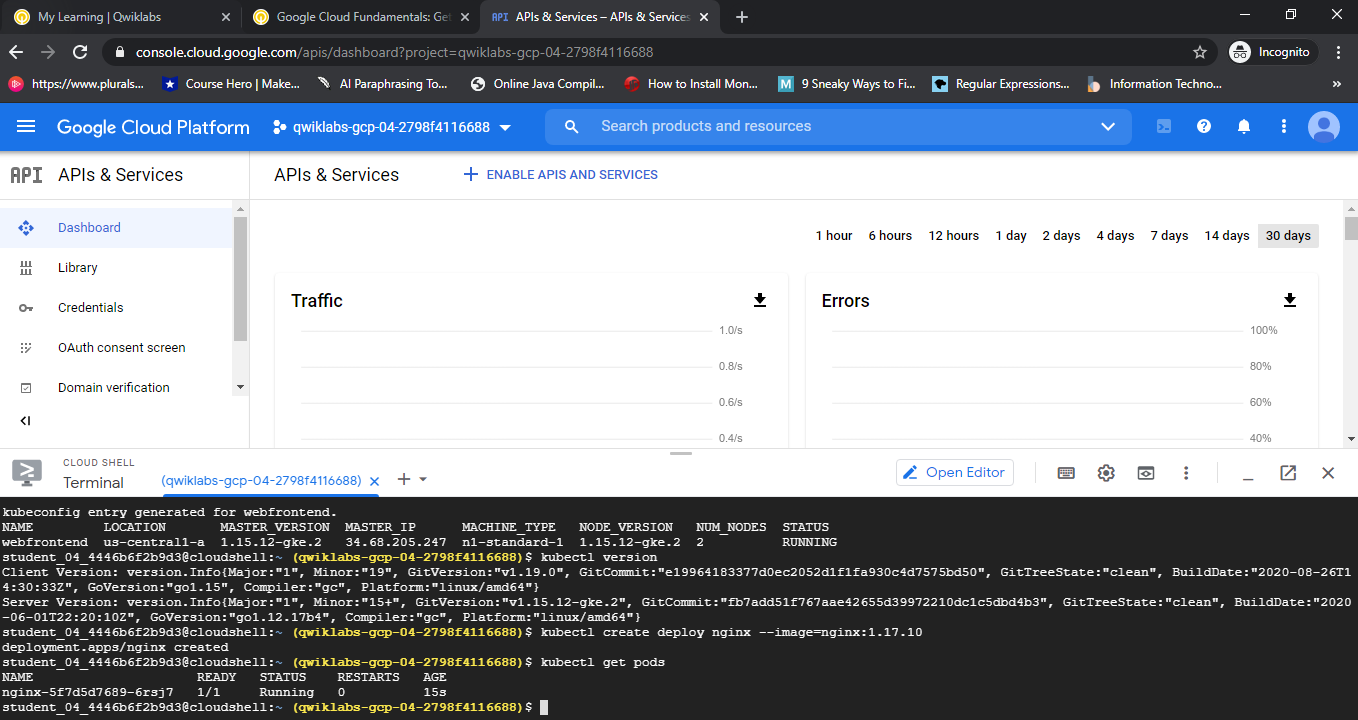 My Learning | Qwiklabs
Google Cloud Fundamentals: Get
APIs & Services – APIs & Services
console.cloud.google.com/apis/dashboard?project=qwiklabs-gcp-04-2798f4116688
Incognito
https://www.plurals...
Course Hero | Make...
AI Paraphrasing To...
Online Java Compil...
How to Install Mon...
9 Sneaky Ways to Fi...
Regular Expressions...
Information Techno...
»
Google Cloud Platform
qwiklabs-gcp-04-2798f4116688
Search products and resources
API APIs & Services
APIs & Services
ENABLE APIS AND SERVICES
Dashboard
Library
Credentials
OAuth consent screen
Domain verification
1 hour 6 hours 12 hours 1 day 2 days 4 days 7 days 14 days 30 days
Traffic
1.0/s
0.8/s
0.6/s
0.4/s
Errors
100%
80%
60%
40%
CLOUD SHELL
Terminal
(qwiklabs-gcp-04-2798f4116688)
Open Editor
kubeconfig entry generated for webfrontend.
NAME LOCATION MASTER_VERSION MASTER_IP MACHINE_TYPE NODE_VERSION NUM_NODES STATUS
webfrontend us-central1-a 1.15.12-gke.2 34.68.205.247 n1-standard-1 1.15.12-gke.2 2 RUNNING
student_04_4446b6f2b9d3@cloudshell:~ (qwiklabs-gcp-04-2798f4116688)$ kubectl version
Client Version: version.Info{Major:"1", Minor:"19", GitVersion:"v1.19.0", GitCommit:"e19964183377d0ec2052d1f1fa930c4d7575bd50", GitTreeState:"clean", BuildDate:"2020-08-26T1
4:30:33Z", GoVersion:"go1.15", Compiler:"gc", Platform:"linux/amd64"}
Server Version: version.Info{Major:"1", Minor:"15+", GitVersion:"v1.15.12-gke.2", GitCommit:"fb7add51f767aae42655d39972210dc1c5dbd4b3", GitTreeState:"clean", BuildDate:"2020
-06-01T22:20:10Z", GoVersion:"go1.12.17b4", Compiler:"gc", Platform:"linux/amd64"}
student_04_4446b6f2b9d3@cloudshell:~ (qwiklabs-gcp-04-2798f4116688)$ kubectl create deploy nginx --image=nginx:1.17.10
deployment.apps/nginx created
student_04_4446b6f2b9d3@cloudshell:~ (qwiklabs-gcp-04-2798f4116688)$ kubectl get pods
NAME READY STATUS RESTARTS AGE
nginx-5f7d5d7689-6rsj7 1/1 Running 0 15s
student_04_4446b6f2b9d3@cloudshell:~ (qwiklabs-gcp-04-2798f4116688)$